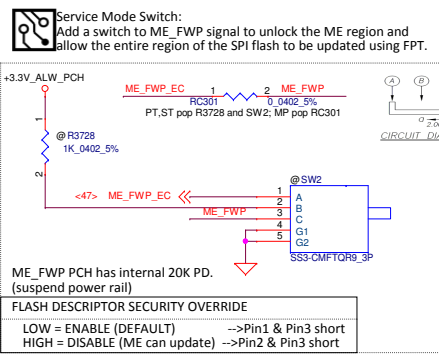 Service Mode Switch:
Add a switch to ME_FWP signal to unlock the ME region and
allow the entire region of the SPI flash to be updated using FPT.
+3.3V_ALW_PCH
ME_FWP_EC 1 2 ME_FWP
RC301 0_0402_5%
PT,ST pop R3728 and SW2; MP pop RC301
A B
2.0
CIRCUIT DIA
1
@ R3728
1K_0402_5%
2
@ SW2
<47> ME_FWP_EC 1 A
2 B
ME_FWP 3 C
4 G1
5 G2
SS3-CMFTQR9_3P
ME_FWP PCH has internal 20K PD.
(suspend power rail)
FLASH DESCRIPTOR SECURITY OVERRIDE
LOW = ENABLE (DEFAULT) -->Pin1 & Pin3 short
HIGH = DISABLE (ME can update) -->Pin2 & Pin3 short